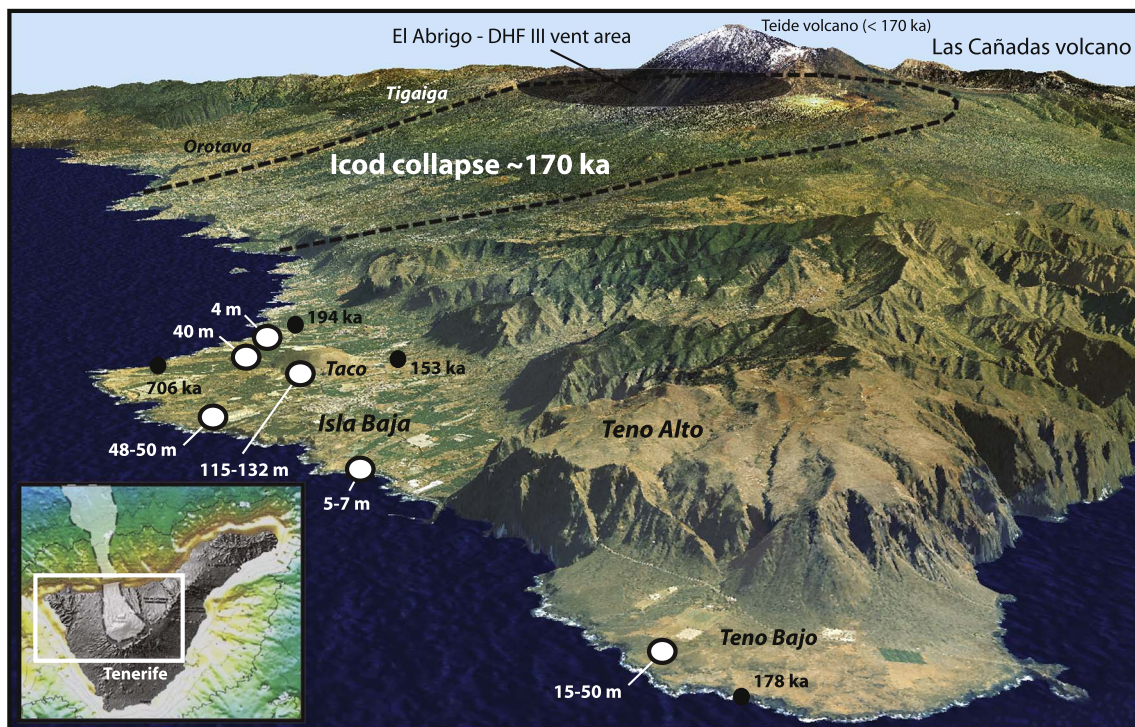 Teide volcano (< 170 ka)
El Abrigo - DHF III vent area
Las Cañadas volcano
Tigaiga
Orotava
Icod collapse ~170 ka
4 m
194 ka
40 m
706 ka
Taco
153 ka
Isla Baja
Teno Alto
48-50 m
115-132 m
5-7 m
Teno Bajo
Tenerife
15-50 m
178 ka